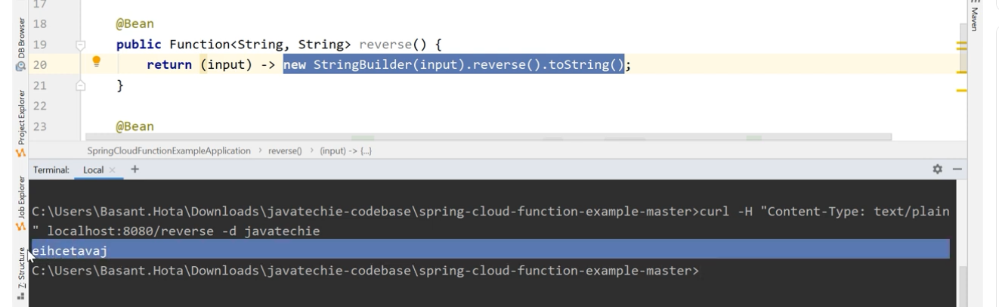 17
18 @Bean
19 public Function<String, String> reverse() {
20 return (input) -> new StringBuilder(input).reverse().toString();
21 }
22
23 @Bean
SpringCloudFunctionExampleApplication › reverse() › (input) -> {...}
Terminal: Local × +
C:\Users\Basant.Hota\Downloads\javatechie-codebase\spring-cloud-function-example-master>curl -H "Content-Type: text/plain
" localhost:8080/reverse -d javatechie
eihcetavaj
C:\Users\Basant.Hota\Downloads\javatechie-codebase\spring-cloud-function-example-master>
DB Browser
Project Explorer
Job Explorer
Z: Structure
Maven